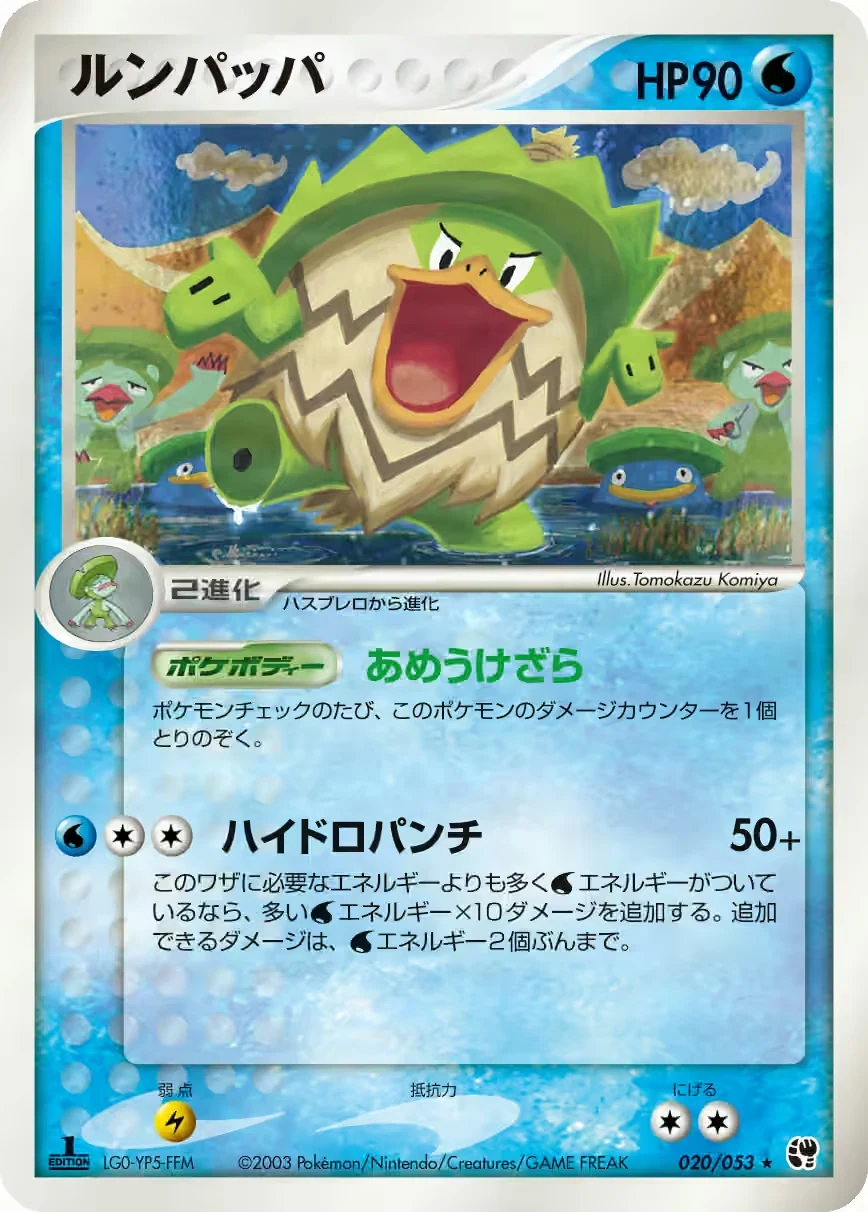 ルンパッパ
HP90
Illus.Tomokazu Komiya
2進化
ハスブレロから進化
ポケボディー あめうけざら
ポケモンチェックのたび、このポケモンのダメージカウンターを1個
とりのぞく。
ハイドロパンチ 50+
このワザに必要なエネルギーよりも多くエネルギーがついて
いるなら、多いエネルギー×10ダメージを追加する。追加
できるダメージは、エネルギー2個ぶんまで。
弱点 抵抗力 にげる
1
EDITION
LG0-YP5-FFM ©2003 Pokémon/Nintendo/Creatures/GAME FREAK 020/053 ★